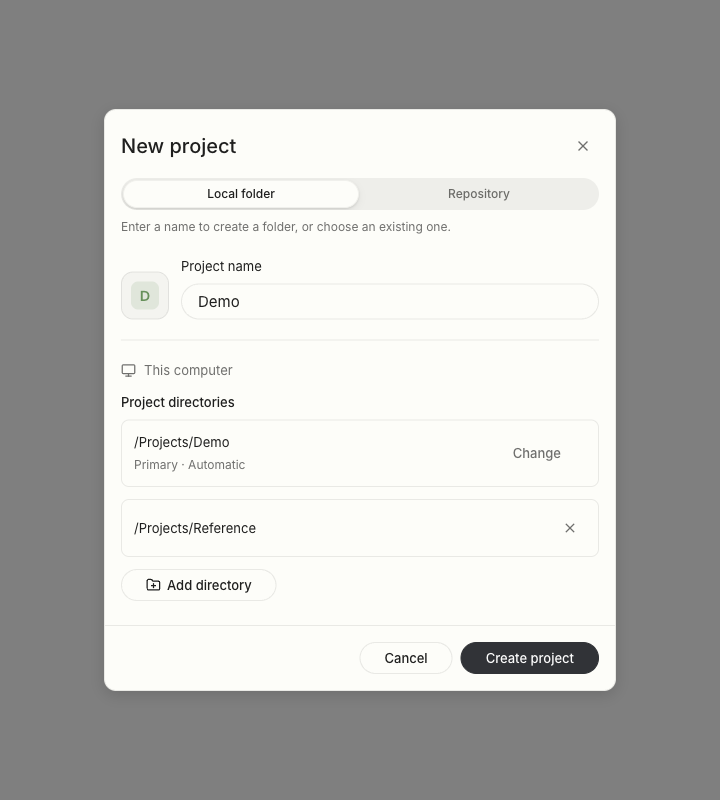 New project
Local folder
Repository
Enter a name to create a folder, or choose an existing one.
Project name
D
Demo
This computer
Project directories
/Projects/Demo
Change
Primary · Automatic
/Projects/Reference
Add directory
Cancel
Create project